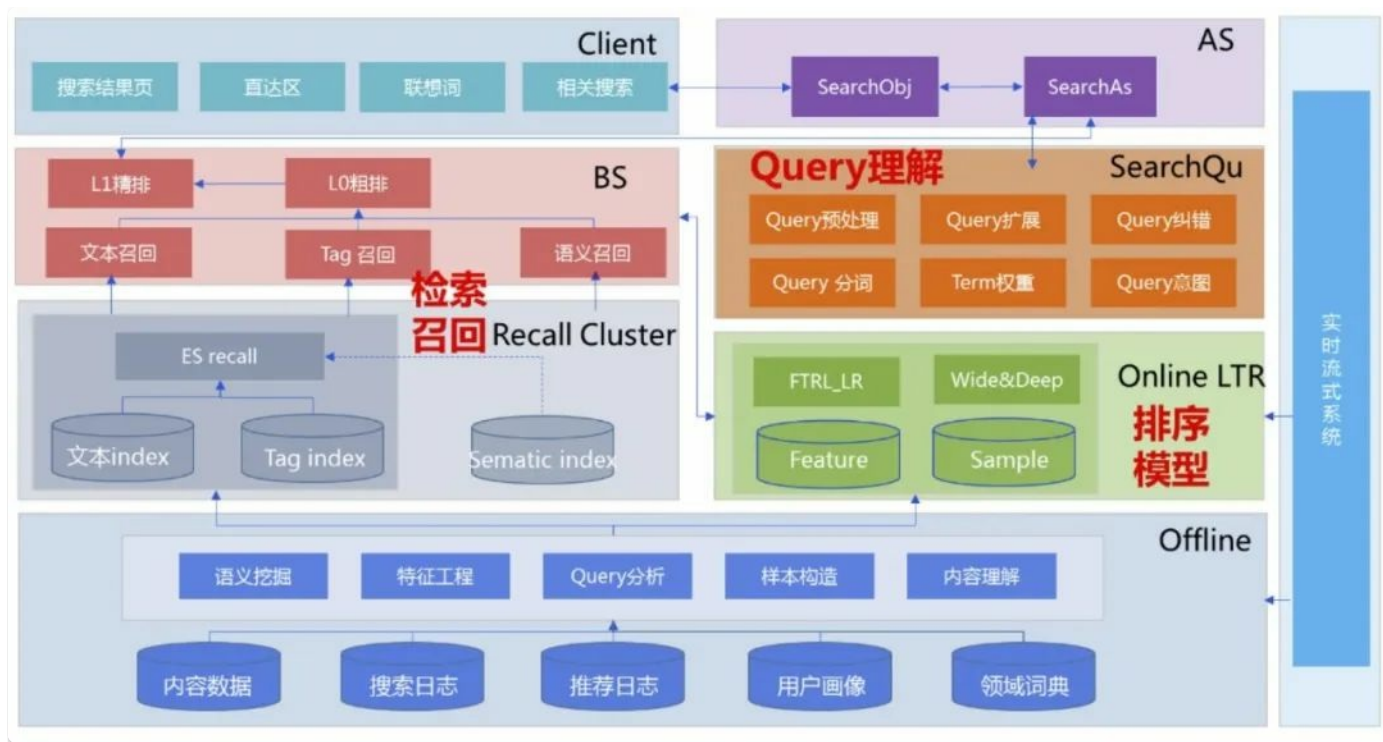 Client
搜索结果页
直达区
联想词
相关搜索
AS
SearchObj
SearchAs
BS
L1精排
L0粗排
文本召回
Tag 召回
语义召回
Query理解
SearchQu
Query预处理
Query扩展
Query纠错
Query 分词
Term权重
Query意图
检索
召回
Recall Cluster
ES recall
文本index
Tag index
Sematic index
Online LTR
FTRL_LR
Wide&Deep
Feature
Sample
排序
模型
实时流式系统
Offline
语义挖掘
特征工程
Query分析
样本构造
内容理解
内容数据
搜索日志
推荐日志
用户画像
领域词典